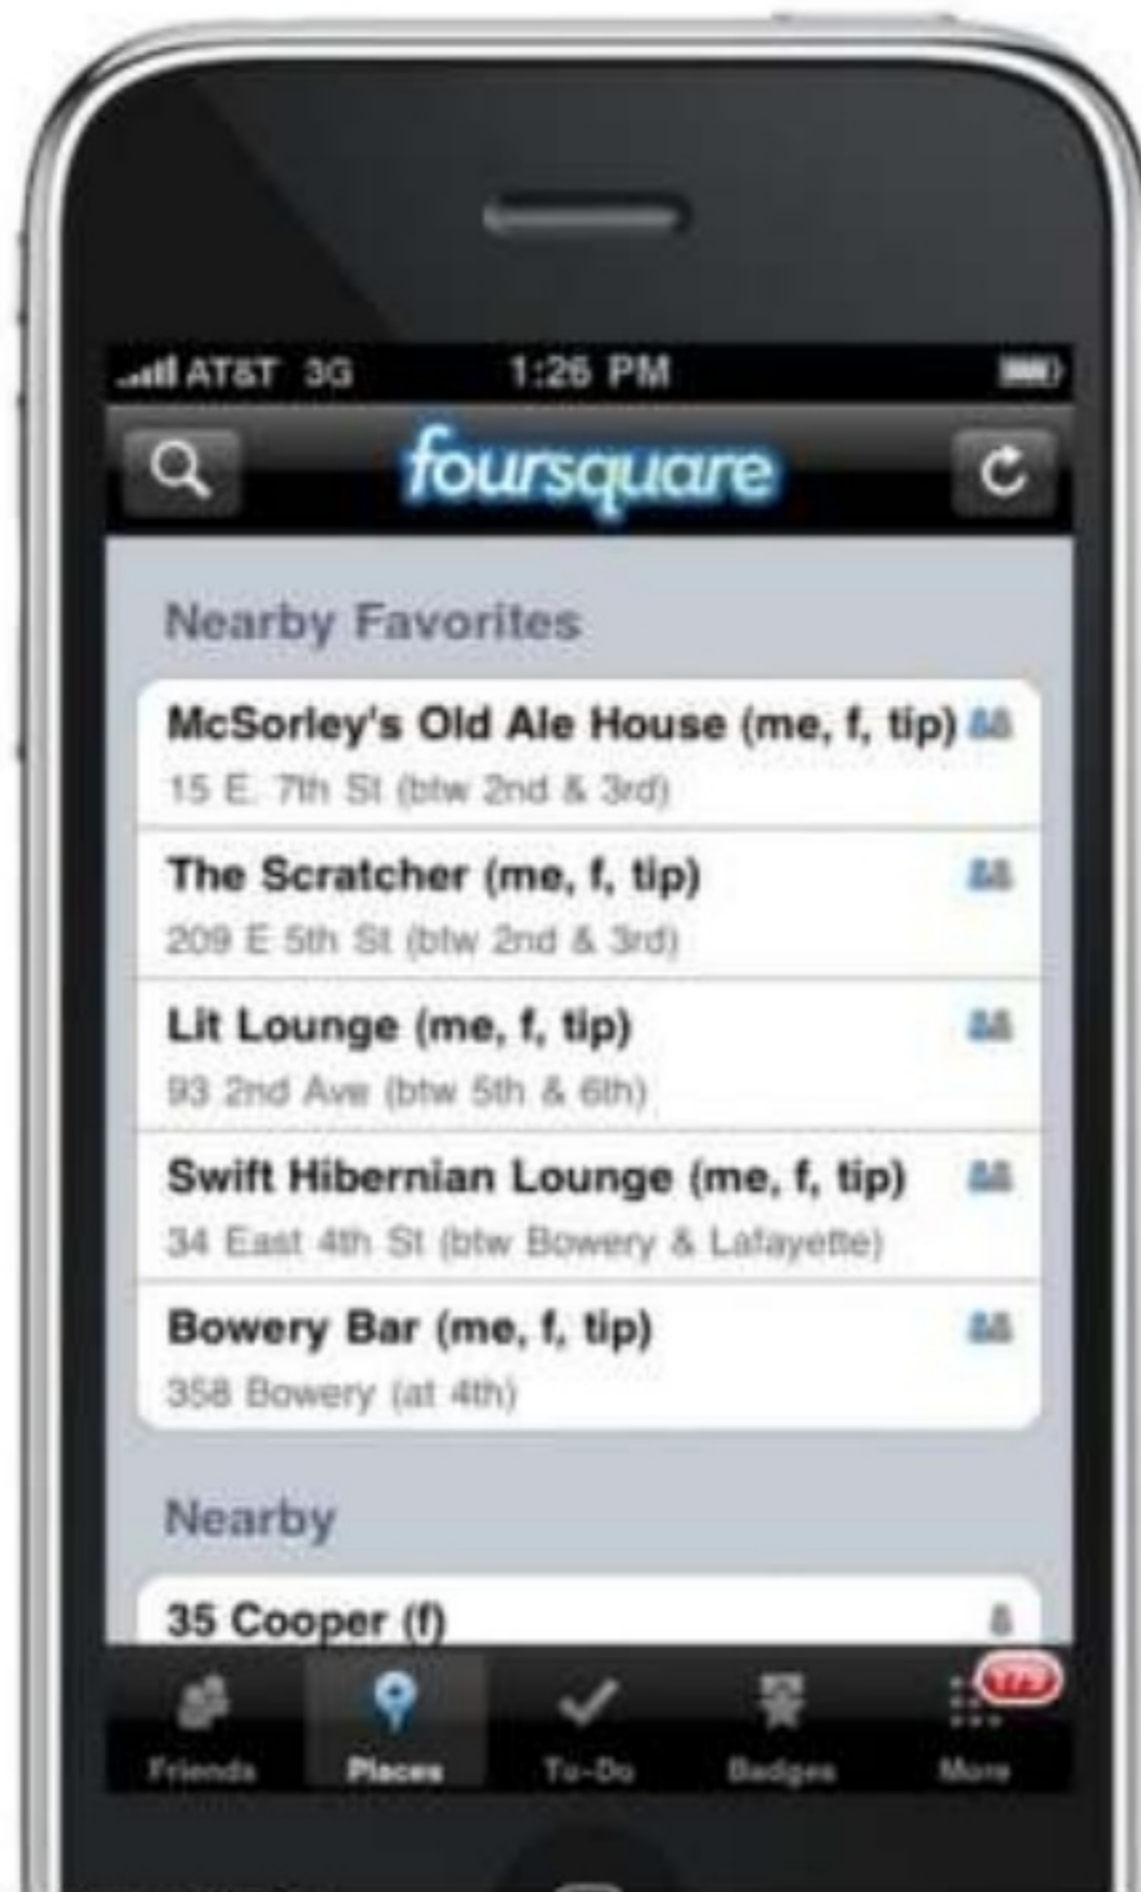 AT&T 3G 1:26 PM
foursquare
Nearby Favorites
McSorley's Old Ale House (me, f, tip)
15 E. 7th St (btw 2nd & 3rd)
The Scratcher (me, f, tip)
209 E 5th St (btw 2nd & 3rd)
Lit Lounge (me, f, tip)
93 2nd Ave (btw 5th & 6th)
Swift Hibernian Lounge (me, f, tip)
34 East 4th St (btw Bowery & Lafayette)
Bowery Bar (me, f, tip)
358 Bowery (at 4th)
Nearby
35 Cooper (f)
Friends Places To-Do Badges More